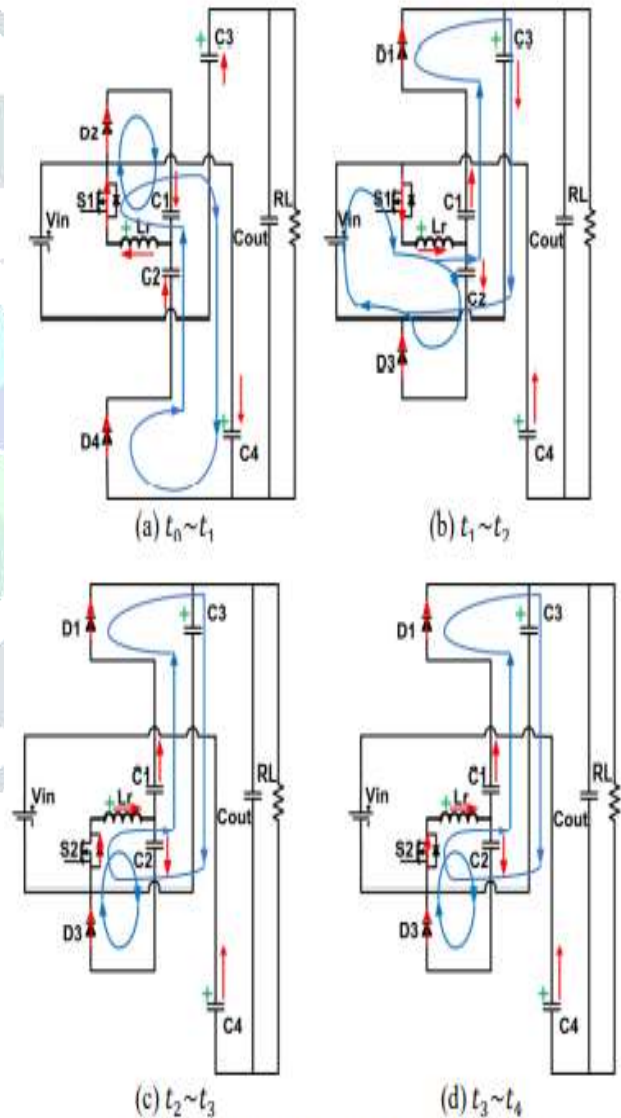 C3
D2
S1
C1
Lr
Vin
RL
Cout
C2
D4
C4
(a) t₀~t₁
D1
C3
S1
C1
Lr
Vin
RL
Cout
C2
D3
C4
(b) t₁~t₂
D1
C3
C1
RL
Vin
Lr
Cout
S2
C2
D3
C4
(c) t₂~t₃
D1
C3
C1
RL
Vin
Lr
Cout
S2
C2
D3
C4
(d) t₃~t₄